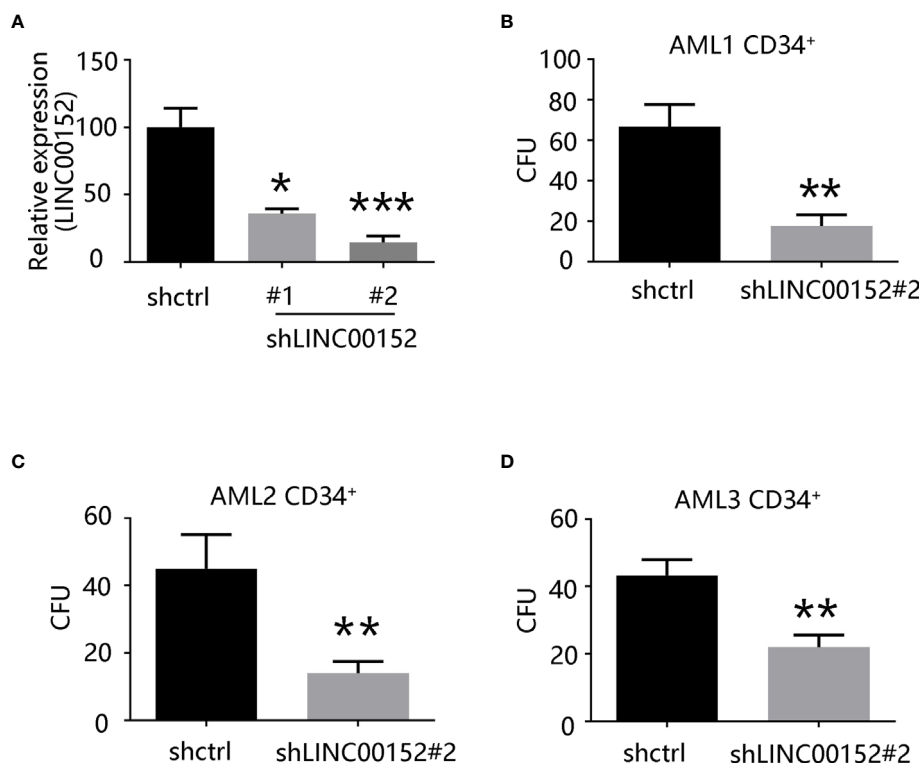 A
Relative expression
(LINC00152)
150
100
50
0
*
***
shctrl
#1
#2
shLINC00152
B
AML1 CD34⁺
CFU
100
80
60
40
20
0
**
shctrl
shLINC00152#2
C
AML2 CD34⁺
CFU
60
40
20
0
**
shctrl
shLINC00152#2
D
AML3 CD34⁺
CFU
60
40
20
0
**
shctrl
shLINC00152#2